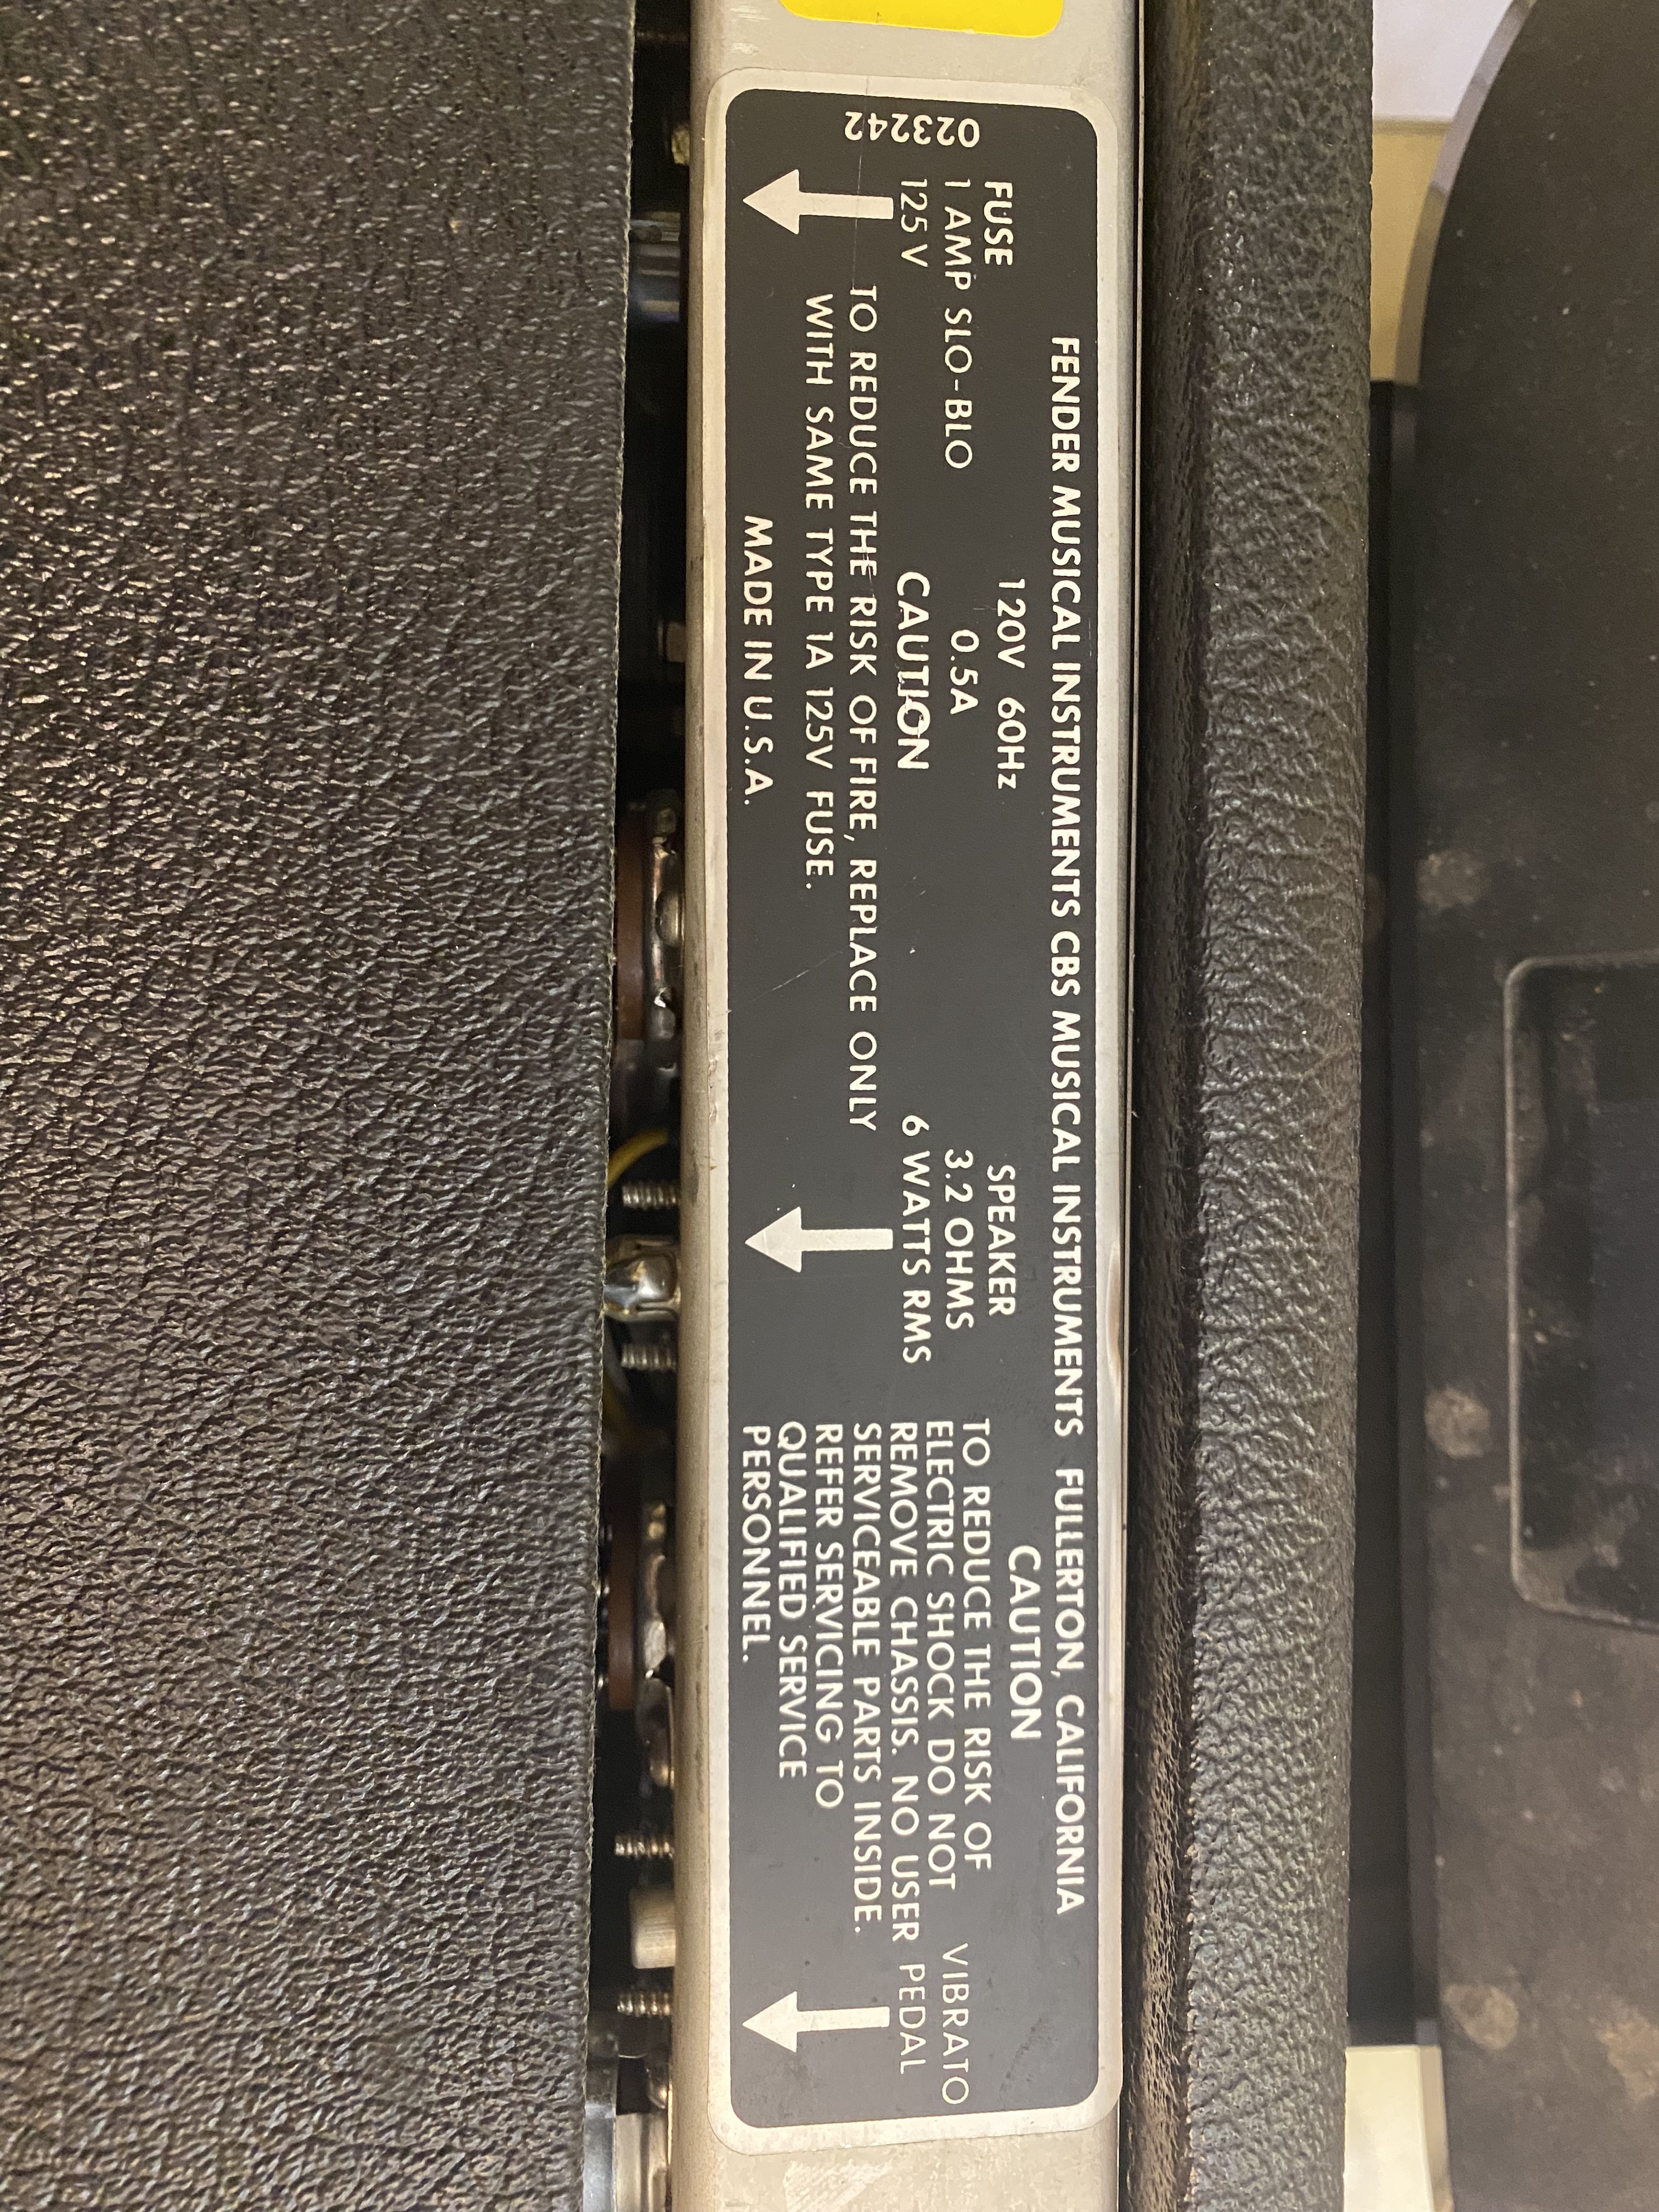 FENDER MUSICAL INSTRUMENTS CBS MUSICAL INSTRUMENTS FULLERTON, CALIFORNIA
023242
FUSE
1 AMP SLO-BLO
125 V
120V 60Hz
0.5A
CAUTION
TO REDUCE THE RISK OF FIRE, REPLACE ONLY
WITH SAME TYPE 1A 125V FUSE.
MADE IN U.S.A.
SPEAKER
3.2 OHMS
6 WATTS RMS
CAUTION
TO REDUCE THE RISK OF
ELECTRIC SHOCK DO NOT
REMOVE CHASSIS. NO USER
SERVICEABLE PARTS INSIDE.
REFER SERVICING TO
QUALIFIED SERVICE
PERSONNEL.
VIBRATO
PEDAL